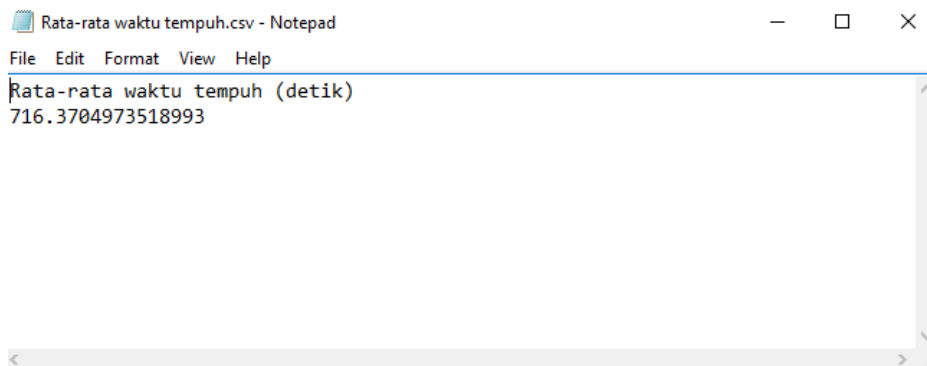 Rata-rata waktu tempuh.csv - Notepad
File Edit Format View Help
Rata-rata waktu tempuh (detik)
716.3704973518993